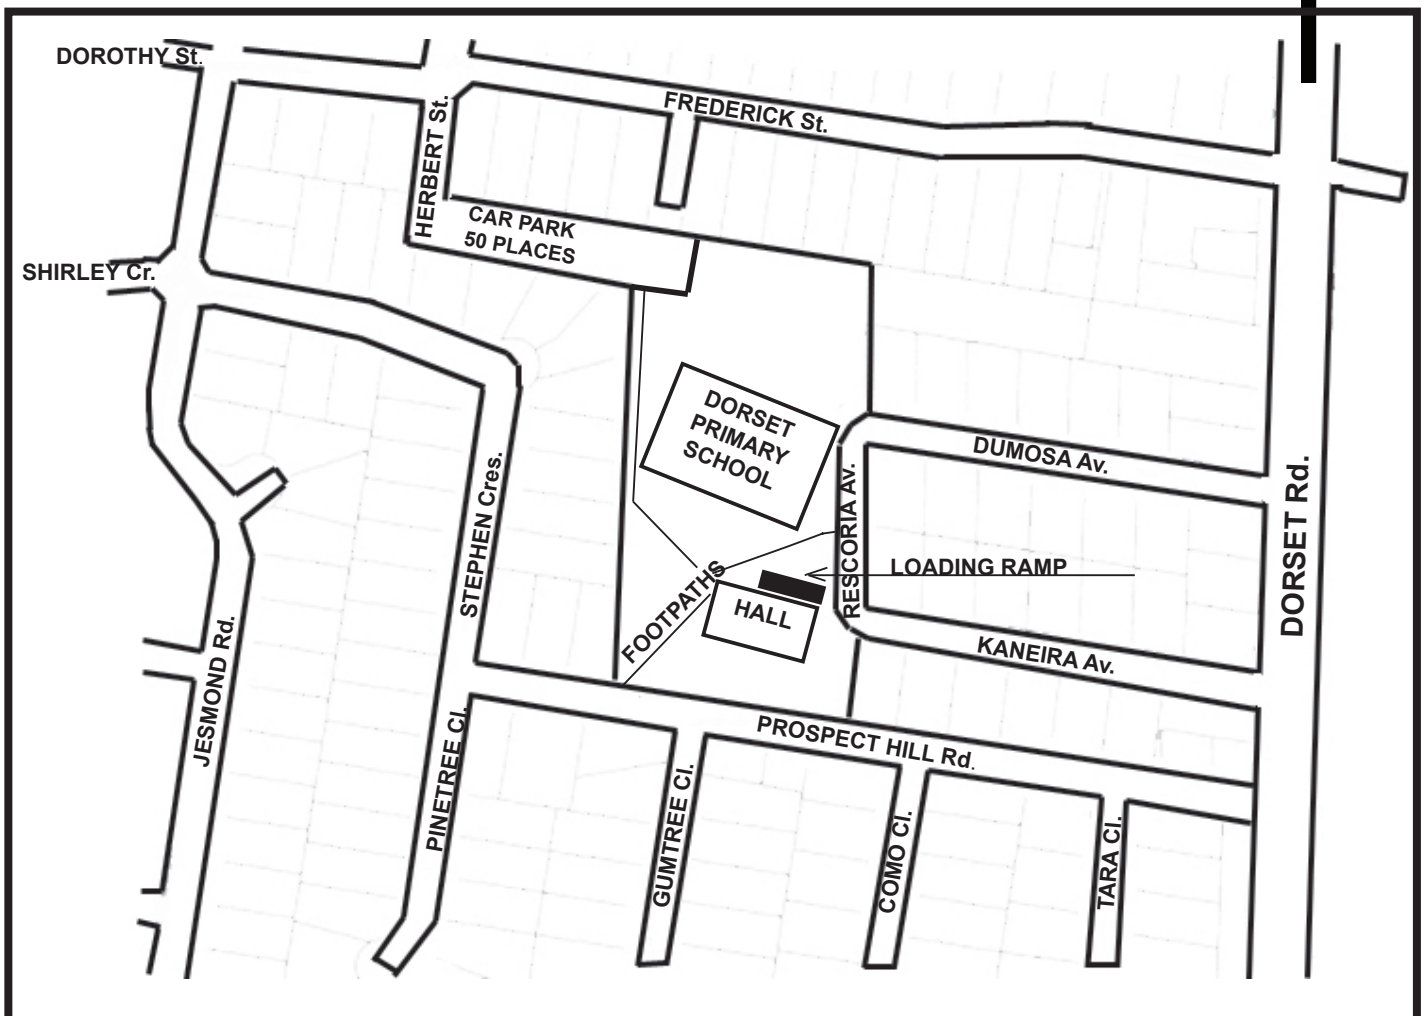 DOROTHY St.
FREDERICK St.
HERBERT St.
CAR PARK
50 PLACES
SHIRLEY Cr.
DORSET
PRIMARY
SCHOOL
DUMOSA Av.
RESCORIA Av.
STEPHEN Cres.
DORSET Rd.
LOADING RAMP
FOOTPATHS
HALL
KANEIRA Av.
JESMOND Rd.
PINETREE Cl.
PROSPECT HILL Rd.
GUMTREE Cl.
COMO Cl.
TARA Cl.